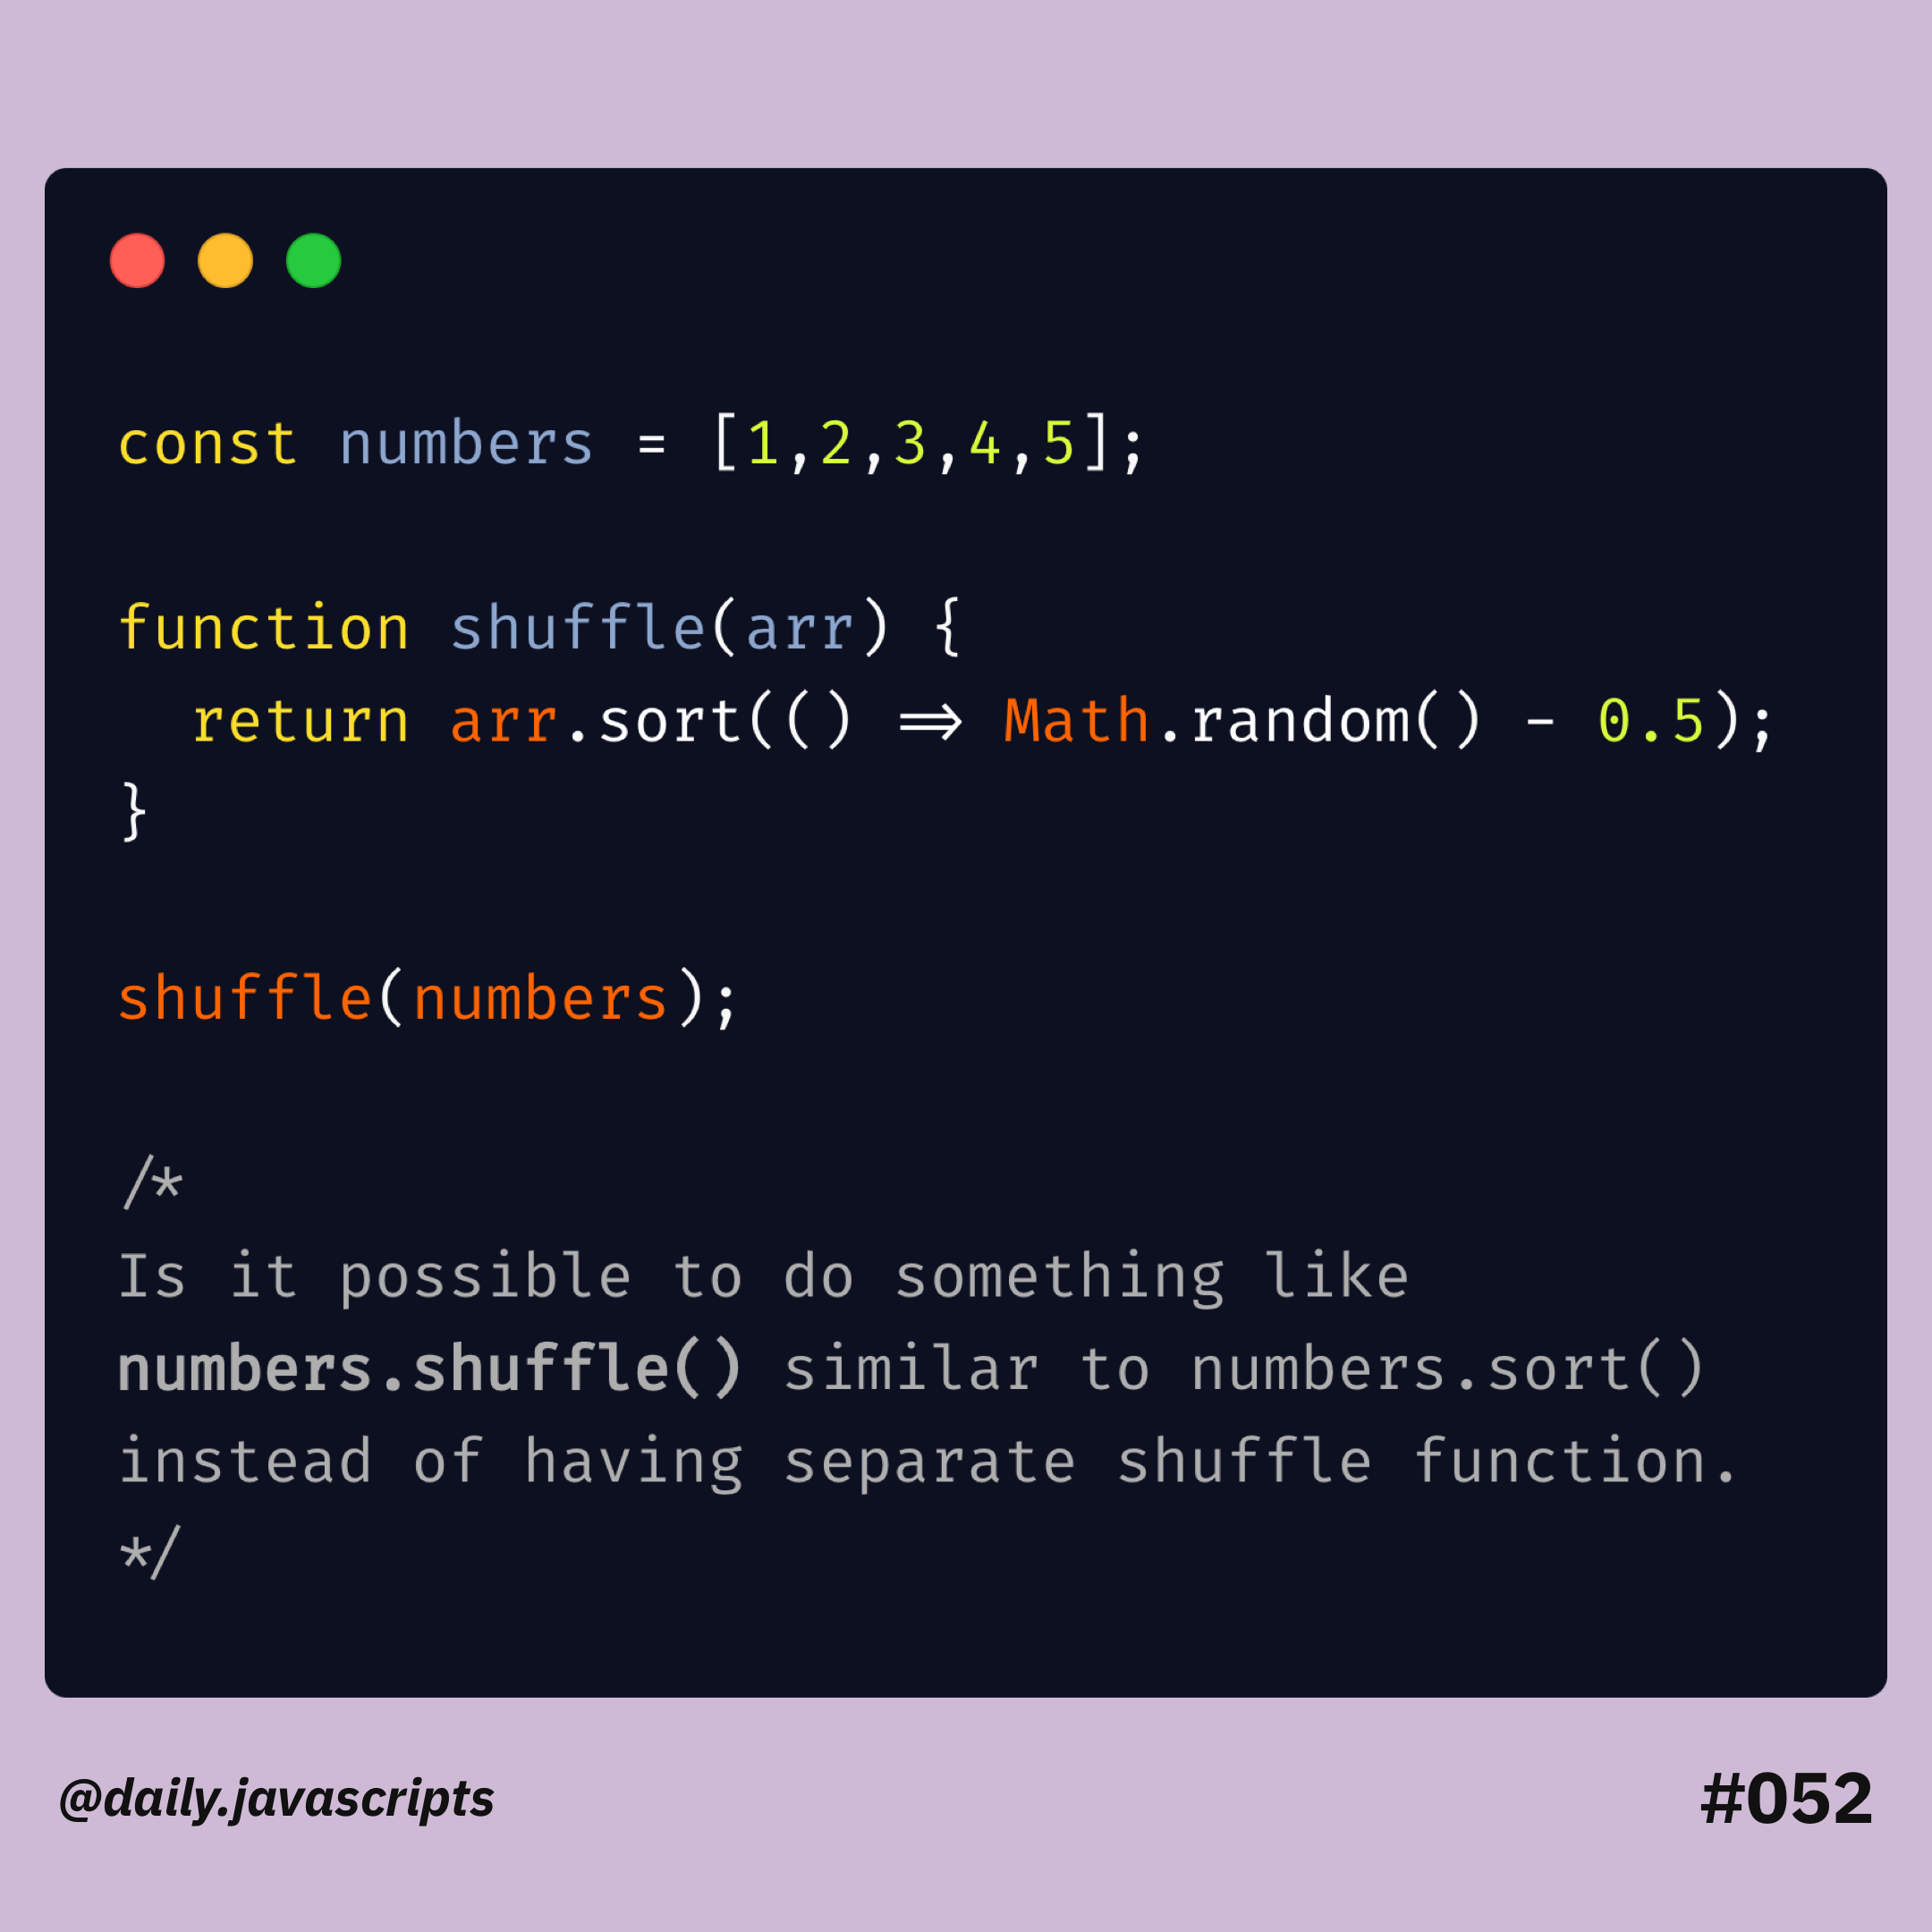 const numbers = [1,2,3,4,5];
function shuffle(arr) {
  return arr.sort(() => Math.random() - 0.5);
}
shuffle(numbers);
/*
Is it possible to do something like
numbers.shuffle() similar to numbers.sort()
instead of having separate shuffle function.
*/
@daily.javascripts
#052